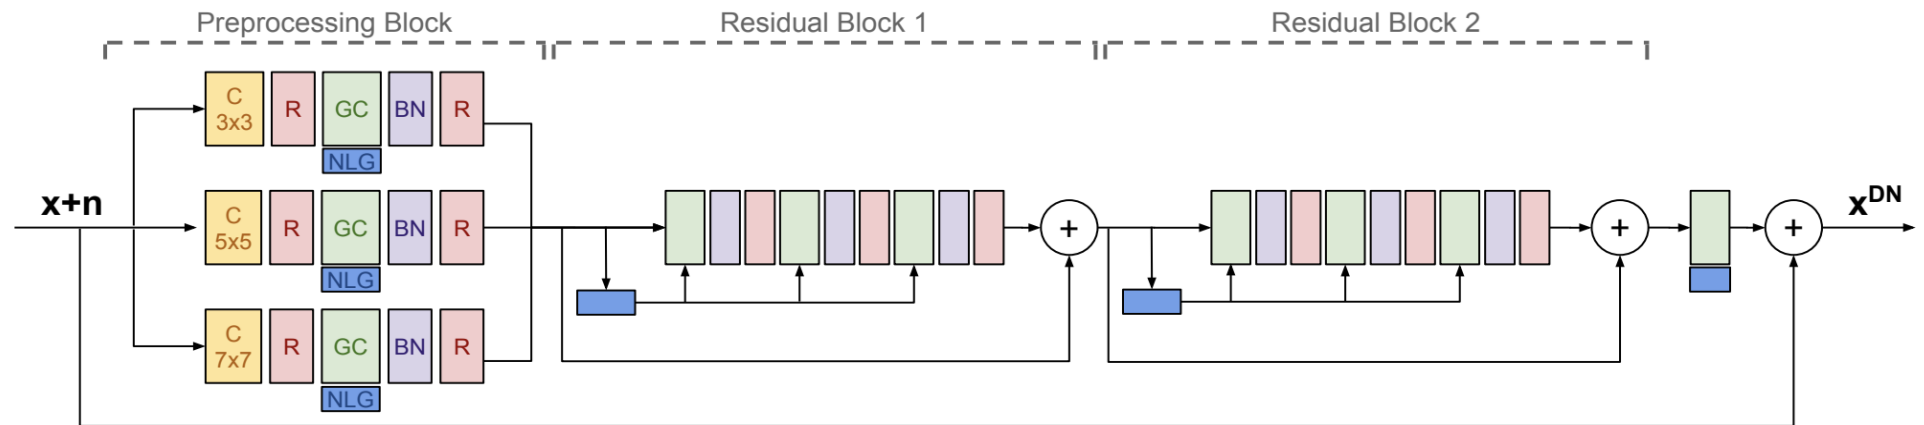 Preprocessing Block
Residual Block 1
Residual Block 2
C
3x3
R
GC
BN
R
NLG
x+n
C
5x5
R
GC
BN
R
NLG
+
+
+
x^DN
C
7x7
R
GC
BN
R
NLG